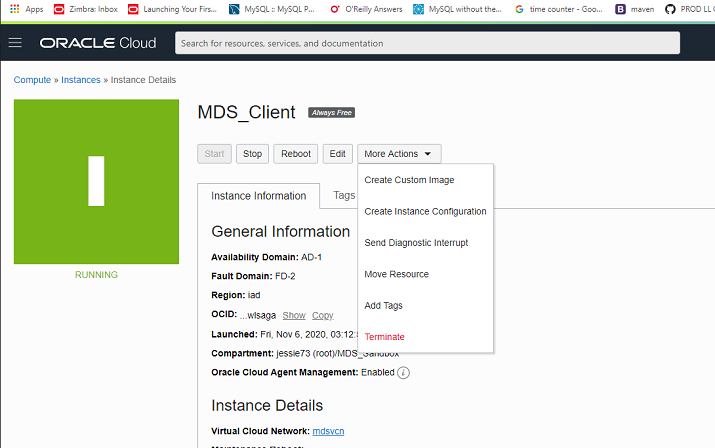 Apps Zimbra: Inbox Launching Your Firs... MySQL :: MySQL P... O'Reilly Answers MySQL without the... time counter - Goo... maven PROD LL C
ORACLE Cloud Search for resources, services, and documentation
Compute » Instances » Instance Details
MDS_Client Always Free
Start Stop Reboot Edit More Actions
Create Custom Image
Create Instance Configuration
Send Diagnostic Interrupt
Move Resource
Add Tags
Terminate
RUNNING
Instance Information Tags
General Information
Availability Domain: AD-1
Fault Domain: FD-2
Region: iad
OCID: ...wlsaga Show Copy
Launched: Fri, Nov 6, 2020, 03:12:
Compartment: jessie73 (root)/MDS_Sandbox
Oracle Cloud Agent Management: Enabled i
Instance Details
Virtual Cloud Network: mdsvcn